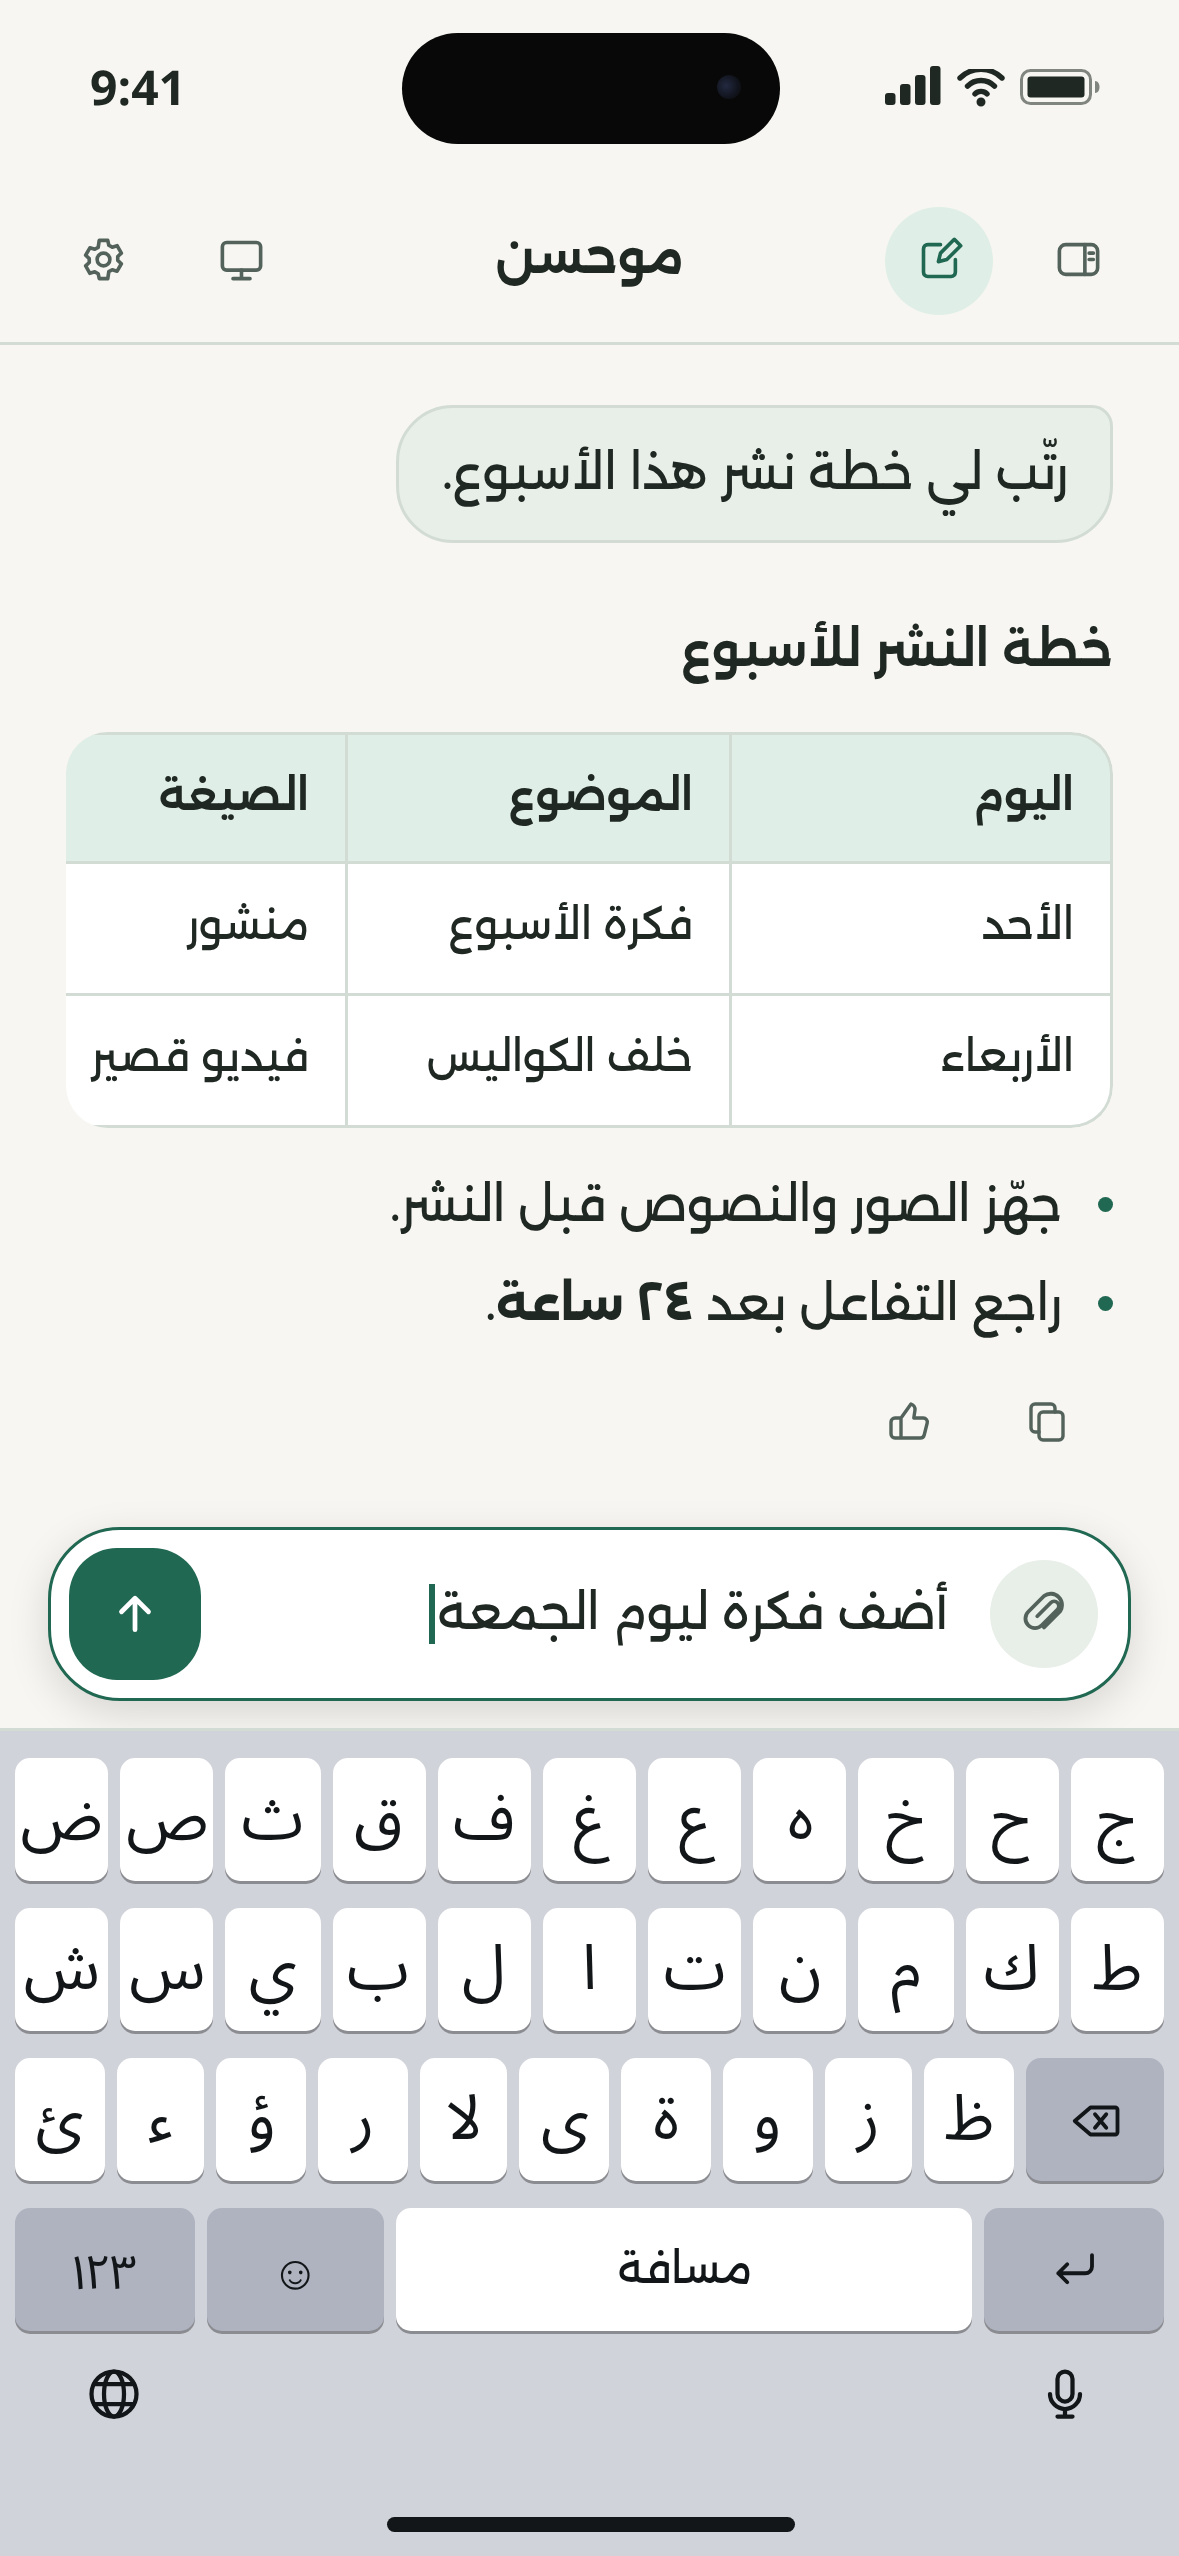 9:41
موحسن
رتّب لي خطة نشر هذا الأسبوع.
خطة النشر للأسبوع
اليوم الموضوع الصيغة
الأحد فكرة الأسبوع منشور
الأربعاء خلف الكواليس فيديو قصير
جهّز الصور والنصوص قبل النشر.
راجع التفاعل بعد ٢٤ ساعة.
أضف فكرة ليوم الجمعة
ج ح خ ه ع غ ف ق ث ص ض
ط ك م ن ت ا ل ب ي س ش
ظ ز و ة ى لا ر ؤ ء ئ
مسافة ١٢٣